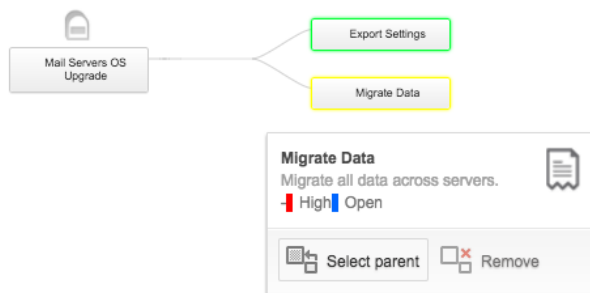 Export Settings
Mail Servers OS
Upgrade
Migrate Data
Migrate Data
Migrate all data across servers.
- High Open
Select parent Remove